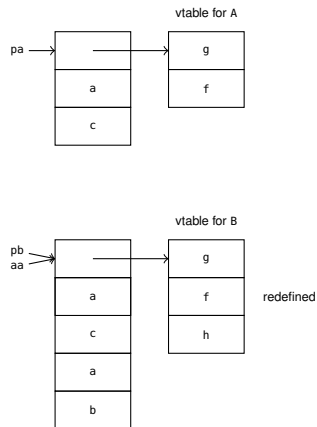 vtable for A
pa
g
a
f
c
vtable for B
pb
aa
g
a
f
redefined
c
h
a
b